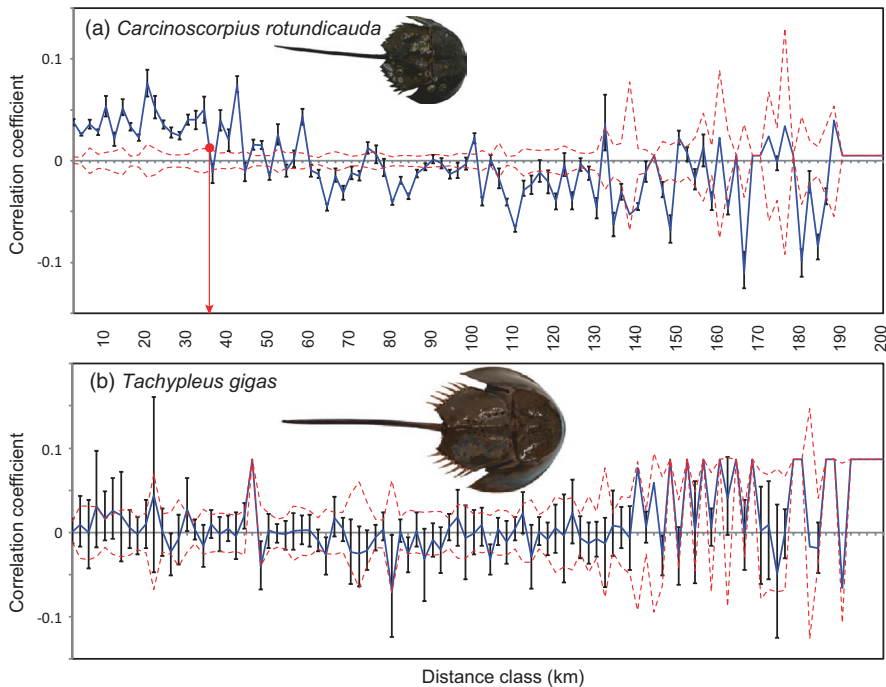 (a) Carcinoscorpius rotundicauda
Correlation coefficient
0.1
0
-0.1
10 20 30 40 50 60 70 80 90 100 110 120 130 140 150 160 170 180 190 200
(b) Tachypleus gigas
Correlation coefficient
0.1
0
-0.1
Distance class (km)